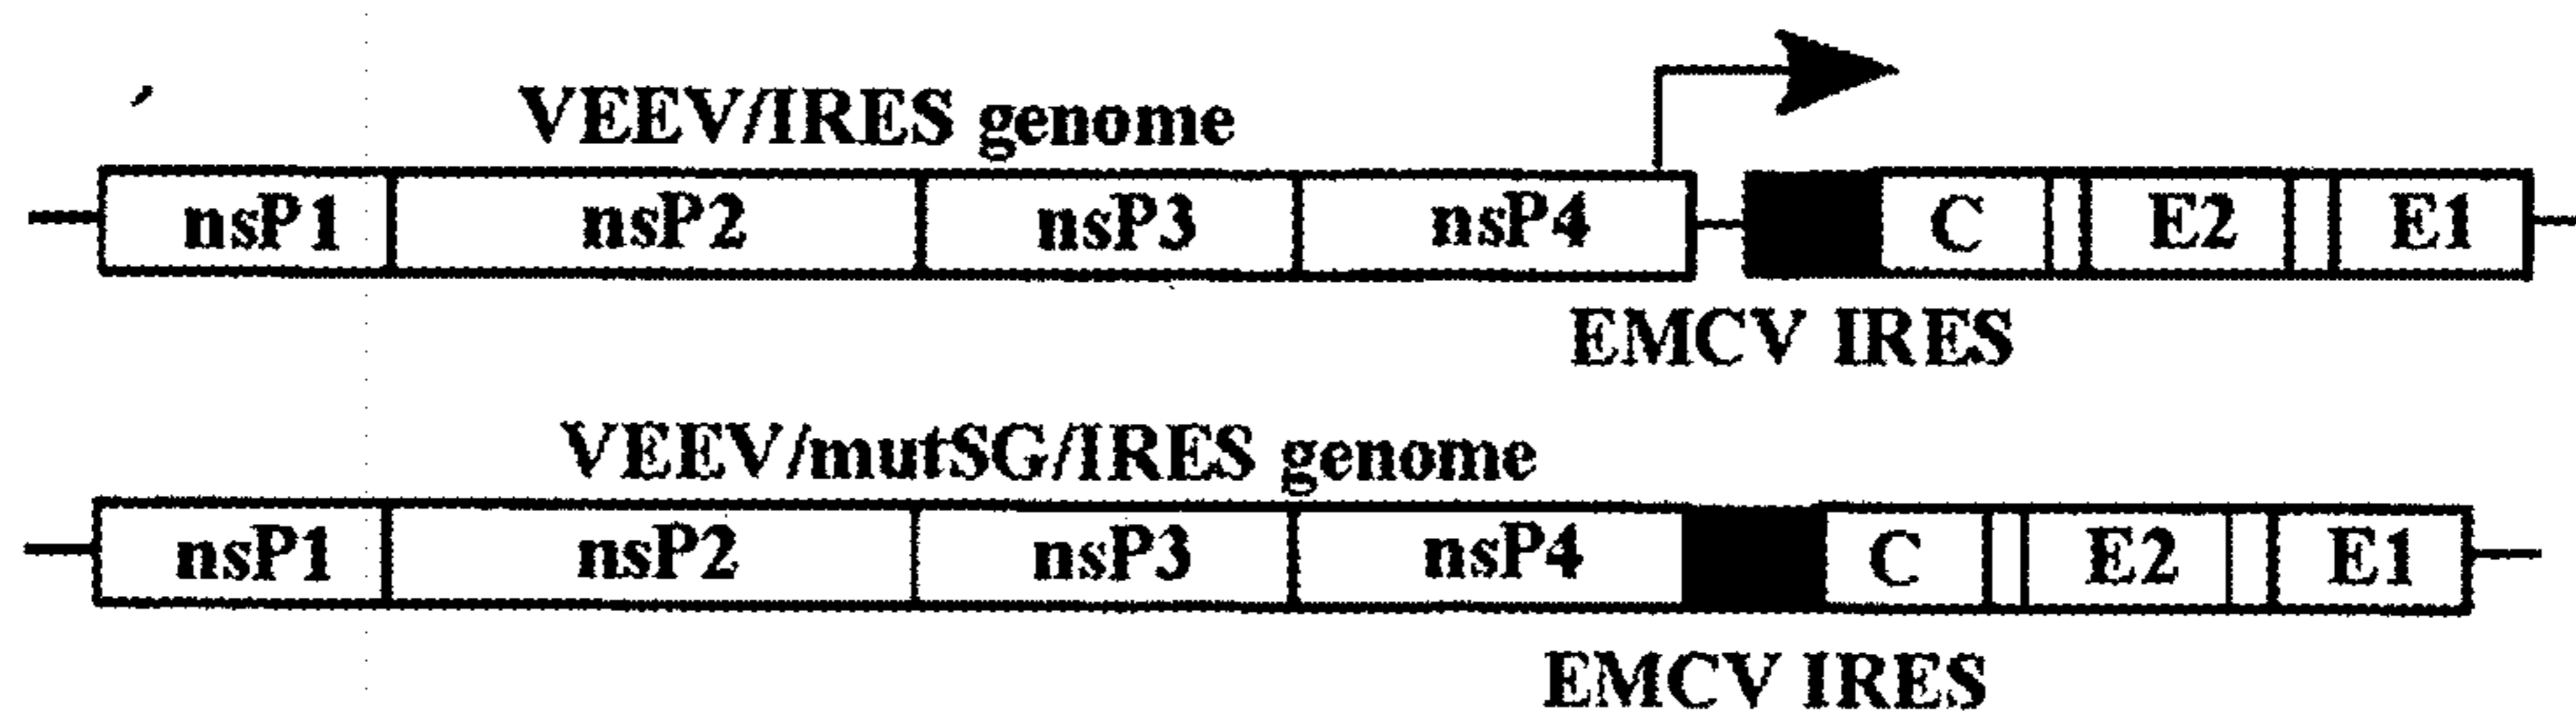 VEEV/IRES genome
nsP1 nsP2 nsP3 nsP4 C E2 E1
EMCV IRES
VEEV/mutSG/IRES genome
nsP1 nsP2 nsP3 nsP4 C E2 E1
EMCV IRES